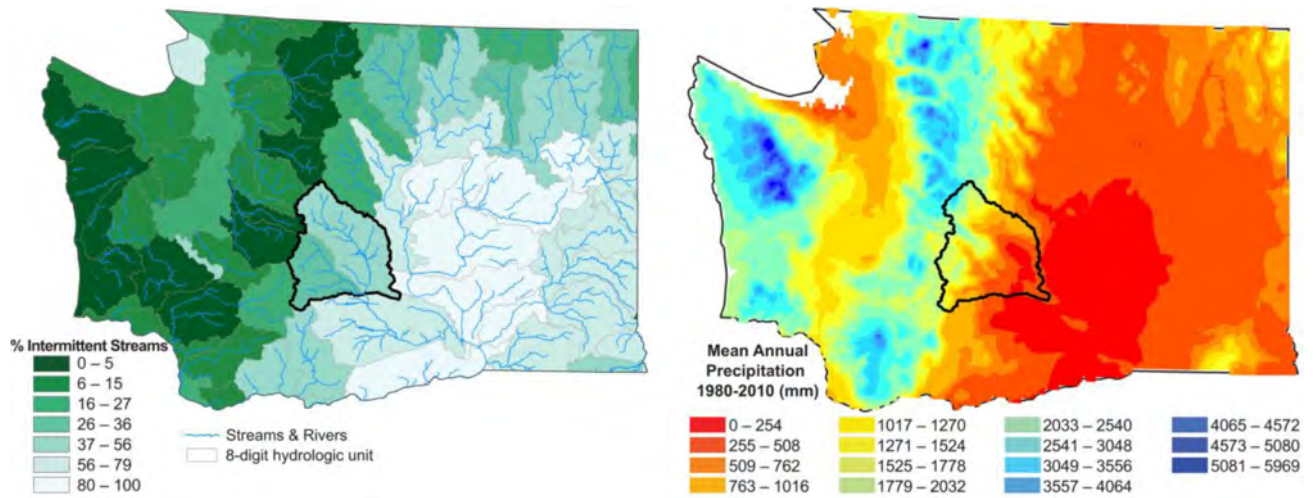 % Intermittent Streams
0 – 5
6 – 15
16 – 27
26 – 36
37 – 56
56 – 79
80 – 100
Streams & Rivers
8-digit hydrologic unit
Mean Annual
Precipitation
1980-2010 (mm)
0 – 254
255 – 508
509 – 762
763 – 1016
1017 – 1270
1271 – 1524
1525 – 1778
1779 – 2032
2033 – 2540
2541 – 3048
3049 – 3556
3557 – 4064
4065 – 4572
4573 – 5080
5081 – 5969